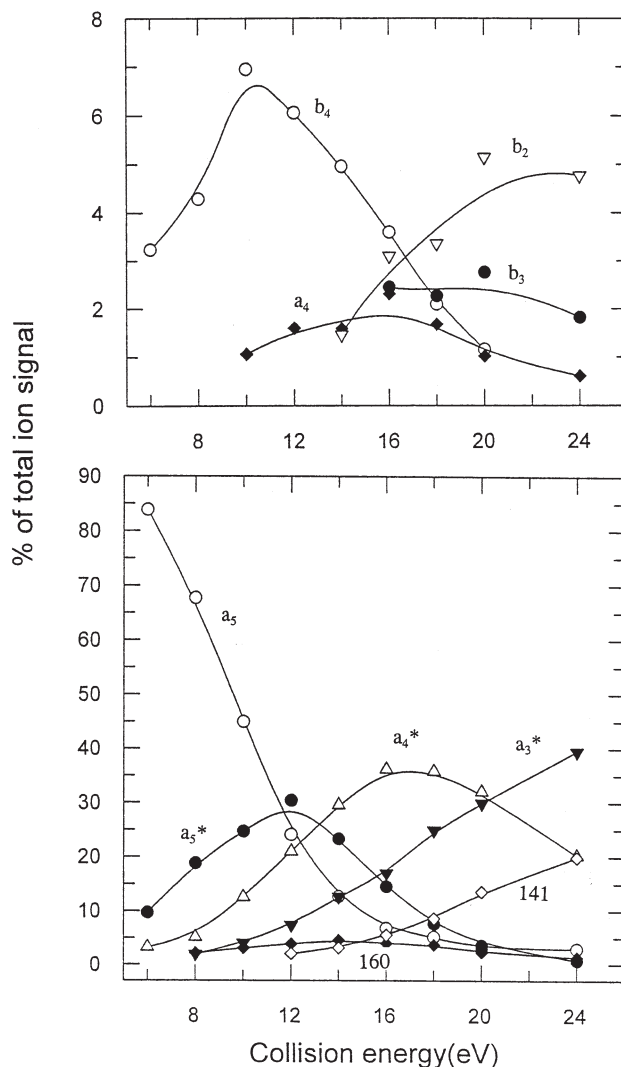 8
6
4
2
0
b4
b2
b3
a4
8 12 16 20 24
% of total ion signal
90
80
70
60
50
40
30
20
10
0
a5
a4*
a3*
a5*
141
160
8 12 16 20 24
Collision energy(eV)